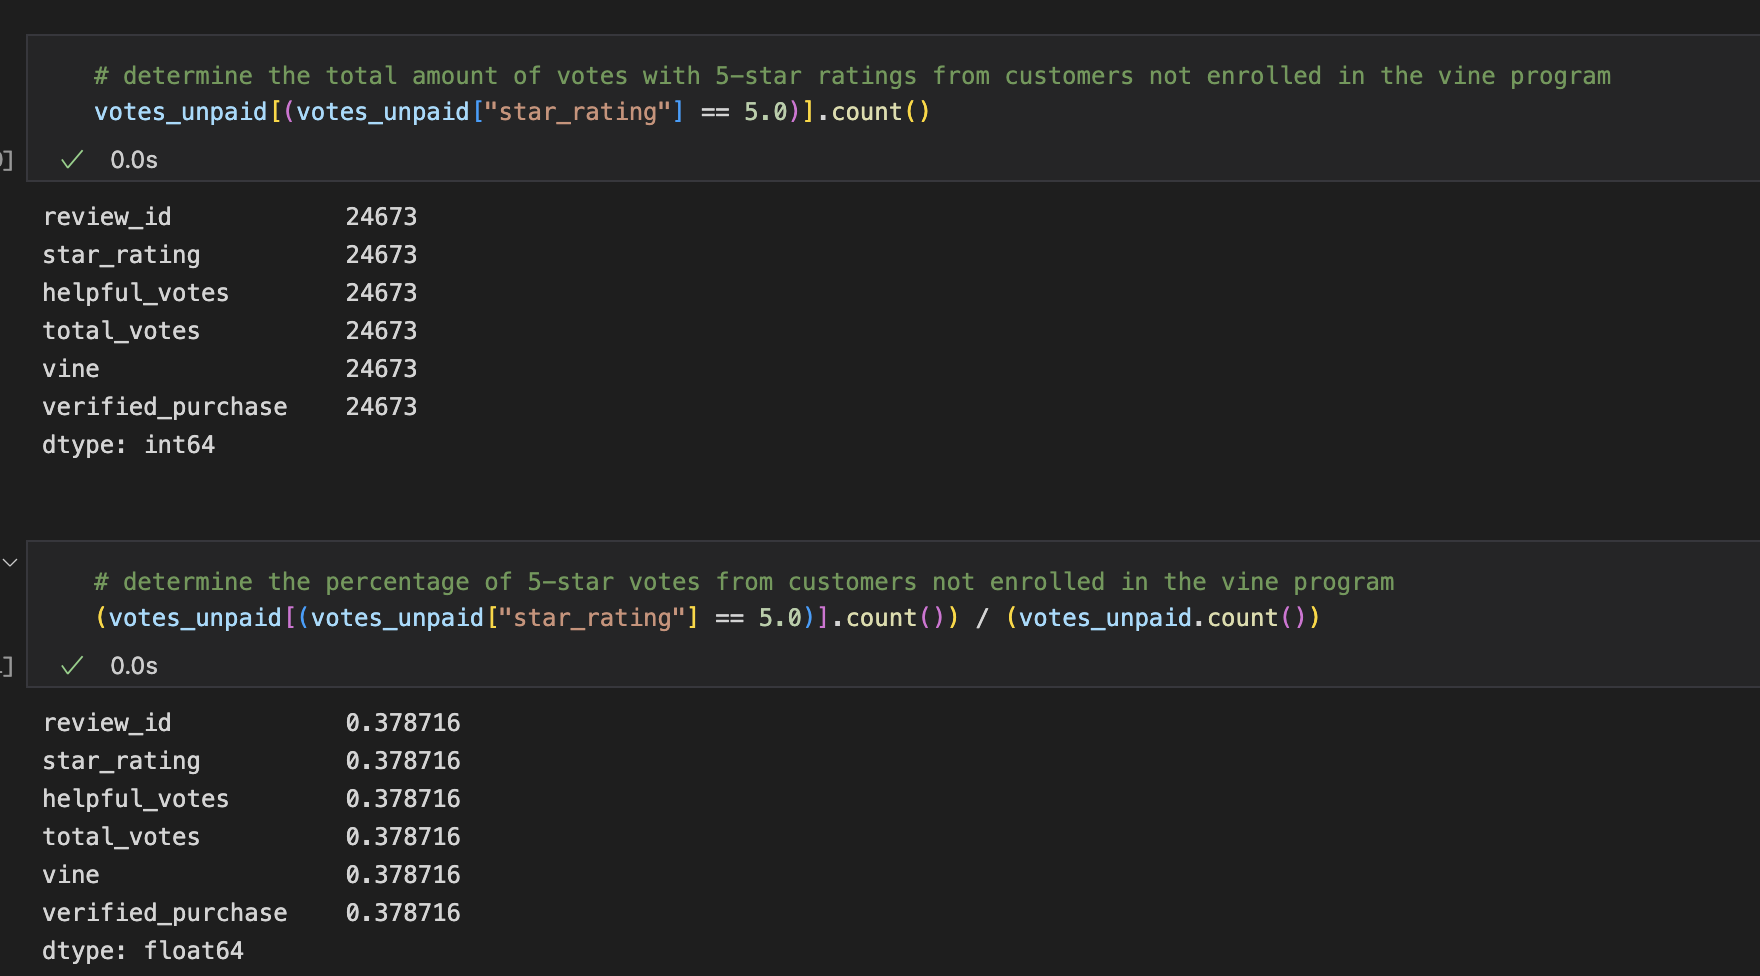 # determine the total amount of votes with 5-star ratings from customers not enrolled in the vine program
votes_unpaid[(votes_unpaid["star_rating"] == 5.0)].count()
]
✓ 0.0s
review_id 24673
star_rating 24673
helpful_votes 24673
total_votes 24673
vine 24673
verified_purchase 24673
dtype: int64
# determine the percentage of 5-star votes from customers not enrolled in the vine program
(votes_unpaid[(votes_unpaid["star_rating"] == 5.0)].count()) / (votes_unpaid.count())
]
✓ 0.0s
review_id 0.378716
star_rating 0.378716
helpful_votes 0.378716
total_votes 0.378716
vine 0.378716
verified_purchase 0.378716
dtype: float64